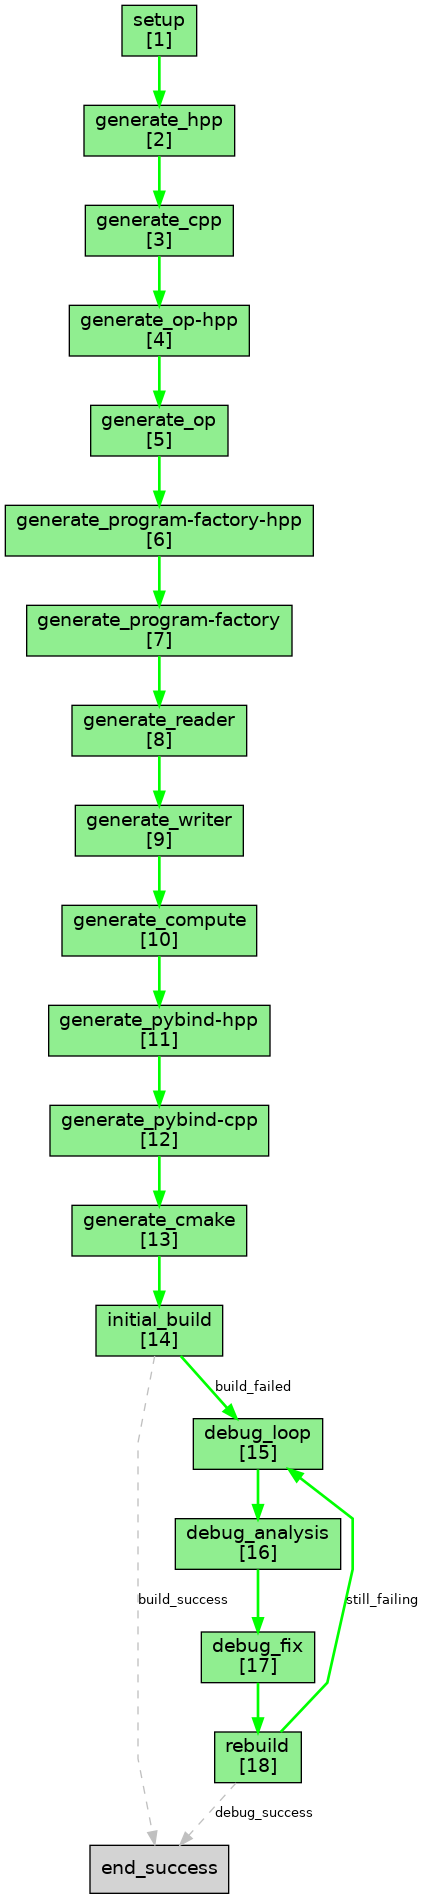 setup
[1]
generate_hpp
[2]
generate_cpp
[3]
generate_op-hpp
[4]
generate_op
[5]
generate_program-factory-hpp
[6]
generate_program-factory
[7]
generate_reader
[8]
generate_writer
[9]
generate_compute
[10]
generate_pybind-hpp
[11]
generate_pybind-cpp
[12]
generate_cmake
[13]
initial_build
[14]
build_failed
debug_loop
[15]
debug_analysis
[16]
build_success
still_failing
debug_fix
[17]
rebuild
[18]
debug_success
end_success